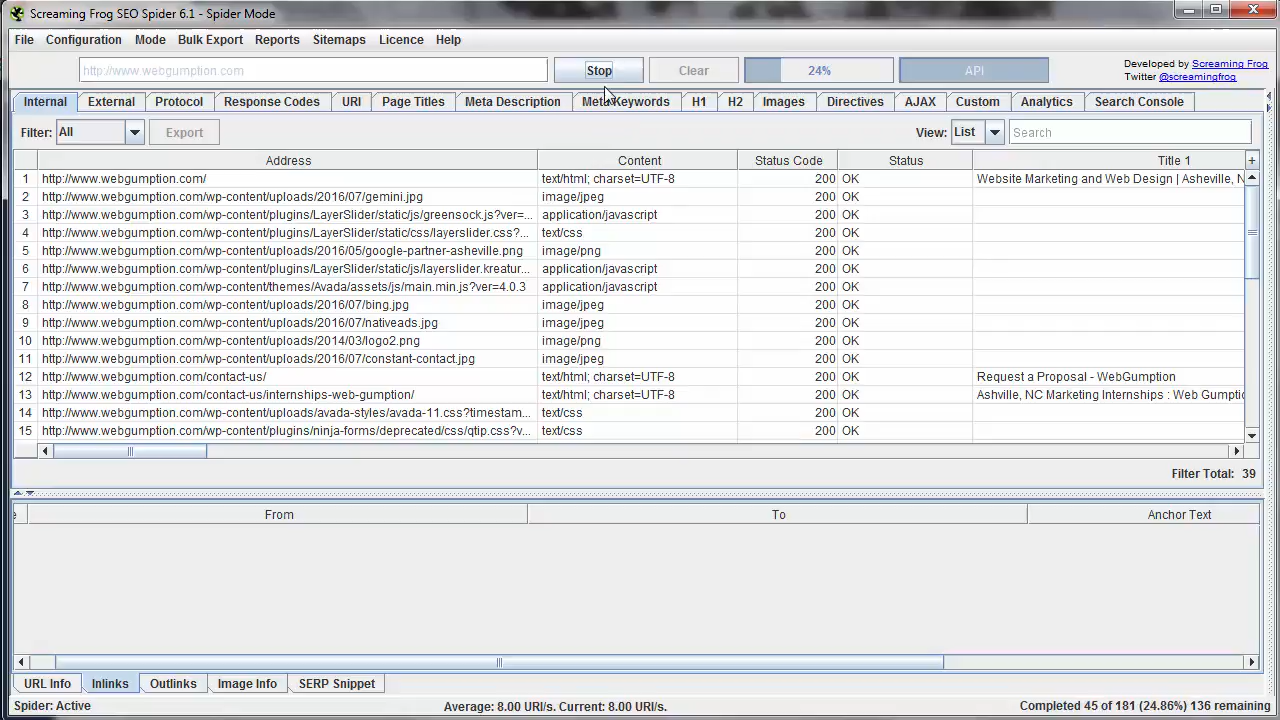 Screaming Frog SEO Spider 6.1 - Spider Mode
File Configuration Mode Bulk Export Reports Sitemaps Licence Help
http://www.webgumption.com Stop Clear 24% API
Developed by Screaming Frog
Twitter @screamingfrog
Internal External Protocol Response Codes URI Page Titles Meta Description Meta Keywords H1 H2 Images Directives AJAX Custom Analytics Search Console
Filter: All Export View: List Search
Address Content Status Code Status Title 1 +
1 http://www.webgumption.com/ text/html; charset=UTF-8 200 OK Website Marketing and Web Design | Asheville, N
2 http://www.webgumption.com/wp-content/uploads/2016/07/gemini.jpg image/jpeg 200 OK
3 http://www.webgumption.com/wp-content/plugins/LayerSlider/static/js/greensock.js?ver=... application/javascript 200 OK
4 http://www.webgumption.com/wp-content/plugins/LayerSlider/static/css/layerslider.css?... text/css 200 OK
5 http://www.webgumption.com/wp-content/uploads/2016/05/google-partner-asheville.png image/png 200 OK
6 http://www.webgumption.com/wp-content/plugins/LayerSlider/static/js/layerslider.kreatur... application/javascript 200 OK
7 http://www.webgumption.com/wp-content/themes/Avada/assets/js/main.min.js?ver=4.0.3 application/javascript 200 OK
8 http://www.webgumption.com/wp-content/uploads/2016/07/bing.jpg image/jpeg 200 OK
9 http://www.webgumption.com/wp-content/uploads/2016/07/nativeads.jpg image/jpeg 200 OK
10 http://www.webgumption.com/wp-content/uploads/2014/03/logo2.png image/png 200 OK
11 http://www.webgumption.com/wp-content/uploads/2016/07/constant-contact.jpg image/jpeg 200 OK
12 http://www.webgumption.com/contact-us/ text/html; charset=UTF-8 200 OK Request a Proposal - WebGumption
13 http://www.webgumption.com/contact-us/internships-web-gumption/ text/html; charset=UTF-8 200 OK Ashville, NC Marketing Internships : Web Gumptio
14 http://www.webgumption.com/wp-content/uploads/avada-styles/avada-11.css?timestam... text/css 200 OK
15 http://www.webgumption.com/wp-content/plugins/ninja-forms/deprecated/css/qtip.css?v... text/css 200 OK
Filter Total: 39
e From To Anchor Text
URL Info Inlinks Outlinks Image Info SERP Snippet
Spider: Active Average: 8.00 URI/s. Current: 8.00 URI/s. Completed 45 of 181 (24.86%) 136 remaining